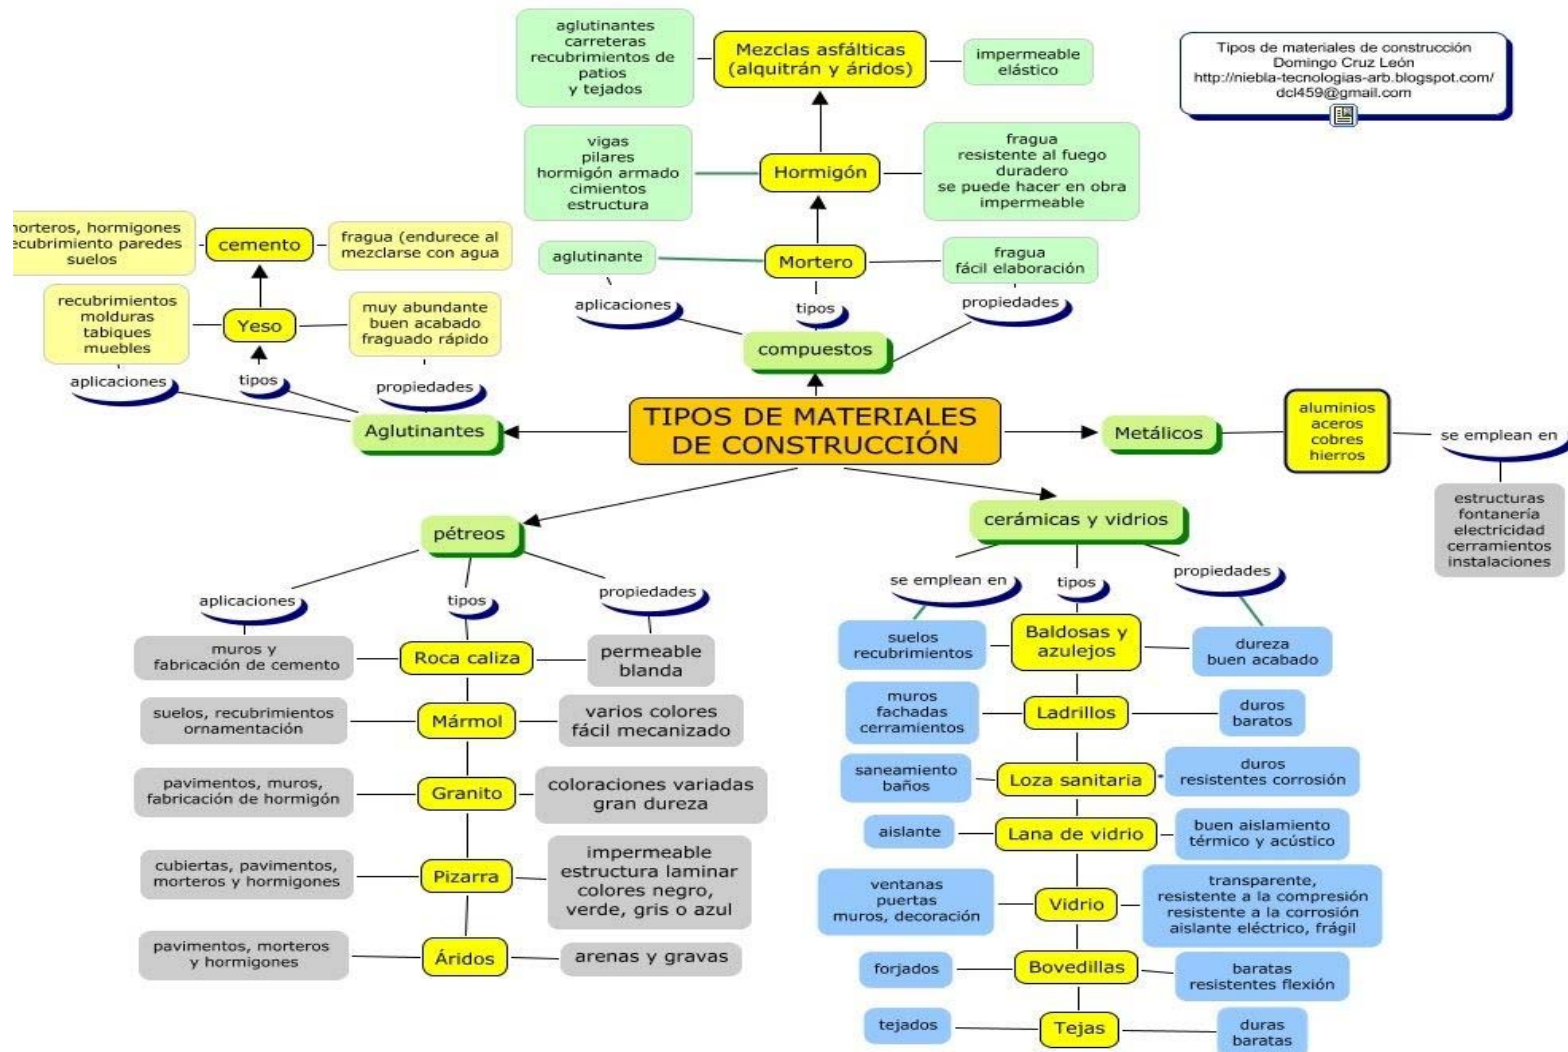 aglutinantes
carreteras
recubrimientos de
patios
y tejados
Mezclas asfálticas
(alquitrán y áridos)
impermeable
elástico
Tipos de materiales de construcción
Domingo Cruz León
http://niebla-tecnologias-arb.blogspot.com/
dcl459@gmail.com
vigas
pilares
hormigón armado
cimientos
estructura
Hormigón
fragua
resistente al fuego
duradero
se puede hacer en obra
impermeable
aglutinante
Mortero
fragua
fácil elaboración
aplicaciones
tipos
propiedades
compuestos
norteros, hormigones
ecubrimiento paredes
suelos
cemento
fragua (endurece al
mezclarse con agua
recubrimientos
molduras
tabiques
muebles
Yeso
muy abundante
buen acabado
fraguado rápido
aplicaciones
tipos
propiedades
Aglutinantes
TIPOS DE MATERIALES
DE CONSTRUCCIÓN
Metálicos
aluminios
aceros
cobres
hierros
se emplean en
estructuras
fontanería
electricidad
cerramientos
instalaciones
pétreos
aplicaciones
tipos
propiedades
muros y
fabricación de cemento
Roca caliza
permeable
blanda
suelos, recubrimientos
ornamentación
Mármol
varios colores
fácil mecanizado
pavimentos, muros,
fabricación de hormigón
Granito
coloraciones variadas
gran dureza
cubiertas, pavimentos,
morteros y hormigones
Pizarra
impermeable
estructura laminar
colores negro,
verde, gris o azul
pavimentos, morteros
y hormigones
Áridos
arenas y gravas
cerámicas y vidrios
se emplean en
tipos
propiedades
suelos
recubrimientos
Baldosas y
azulejos
dureza
buen acabado
muros
fachadas
cerramientos
Ladrillos
duros
baratos
saneamiento
baños
Loza sanitaria
duros
resistentes corrosión
aislante
Lana de vidrio
buen aislamiento
térmico y acústico
ventanas
puertas
muros, decoración
Vidrio
transparente,
resistente a la compresión
resistente a la corrosión
aislante eléctrico, frágil
forjados
Bovedillas
baratas
resistentes flexión
tejados
Tejas
duras
baratas